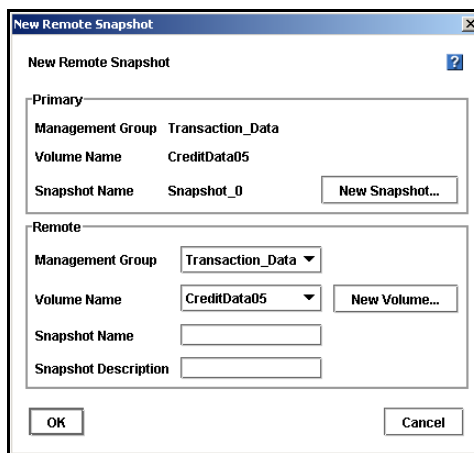 New Remote Snapshot
New Remote Snapshot
?
Primary
Management Group Transaction_Data
Volume Name CreditData05
Snapshot Name Snapshot_0 New Snapshot...
Remote
Management Group Transaction_Data
Volume Name CreditData05 New Volume...
Snapshot Name
Snapshot Description
OK Cancel